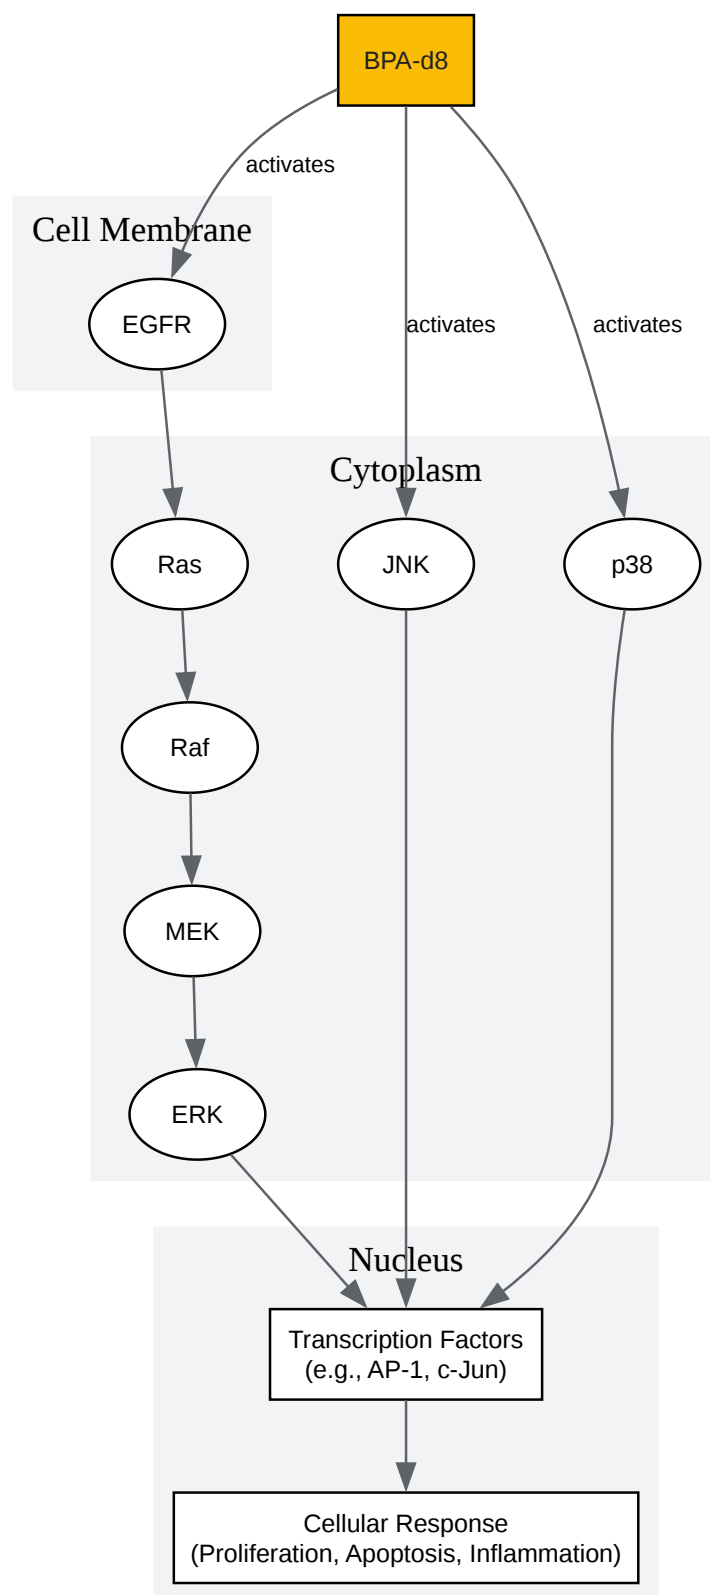 BPA-d8
activates
Cell Membrane
EGFR
activates
activates
Cytoplasm
Ras
JNK
p38
Raf
MEK
ERK
Nucleus
Transcription Factors
(e.g., AP-1, c-Jun)
Cellular Response
(Proliferation, Apoptosis, Inflammation)